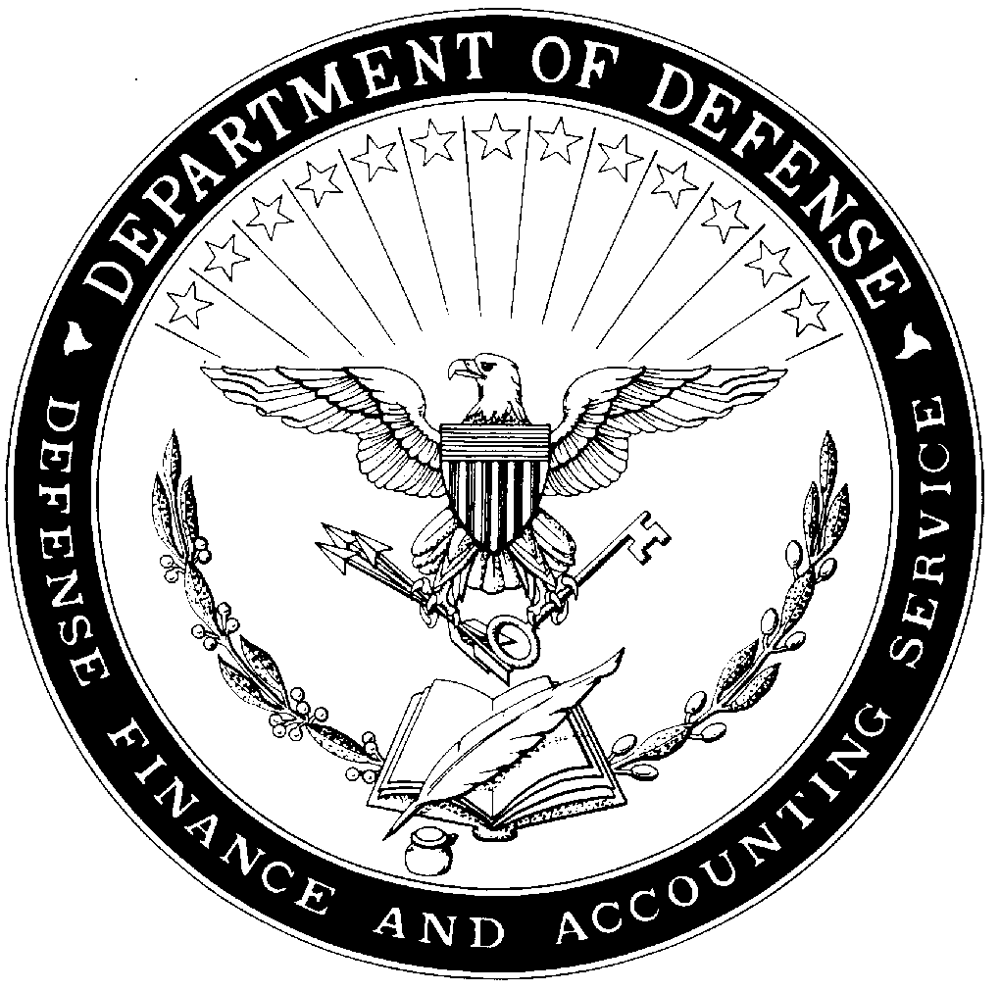 DEPARTMENT OF DEFENSE
DEFENSE FINANCE AND ACCOUNTING SERVICE